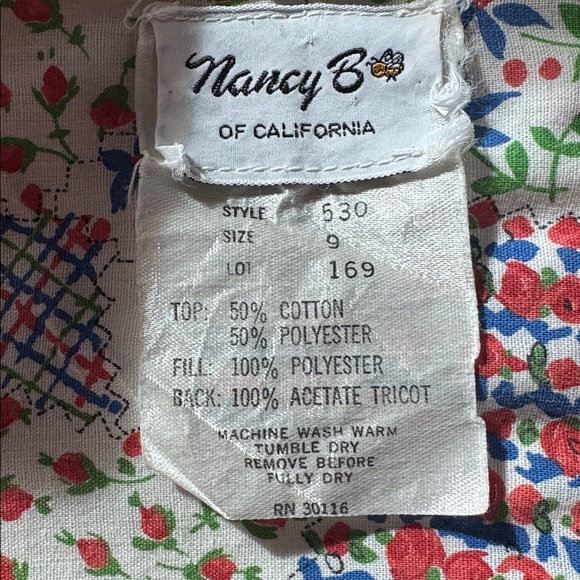 Nancy B
OF CALIFORNIA
STYLE 530
SIZE 9
LOT 169
TOP: 50% COTTON
50% POLYESTER
FILL: 100% POLYESTER
BACK: 100% ACETATE TRICOT
MACHINE WASH WARM
TUMBLE DRY
REMOVE BEFORE
FULLY DRY
RN 30116